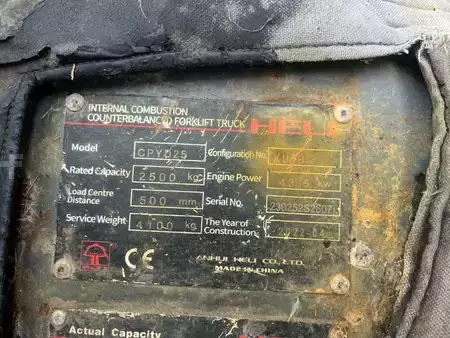 INTERNAL COMBUSTION
COUNTERBALANCED FORKLIFT TRUCK HELI
Model CPYD25 Configuration No.
Rated Capacity 2500 kg Engine Power
Load Centre Distance 500 mm Serial No.
Service Weight 4100 kg The Year of Construction
CE
ANHUI HELI CO., LTD.
MADE IN CHINA
Actual Capacity